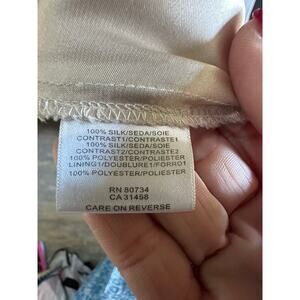 100% SILK/SEDA/SOIE
CONTRAST1/CONTRASTE1
100% SILK/SEDA/SOIE
CONTRAST2/CONTRASTE2
100% POLYESTER/POLIESTER
LINING1/DOUBLURE1/FORRO1
100% POLYESTER/POLIESTER
RN 80734
CA 31458
CARE ON REVERSE